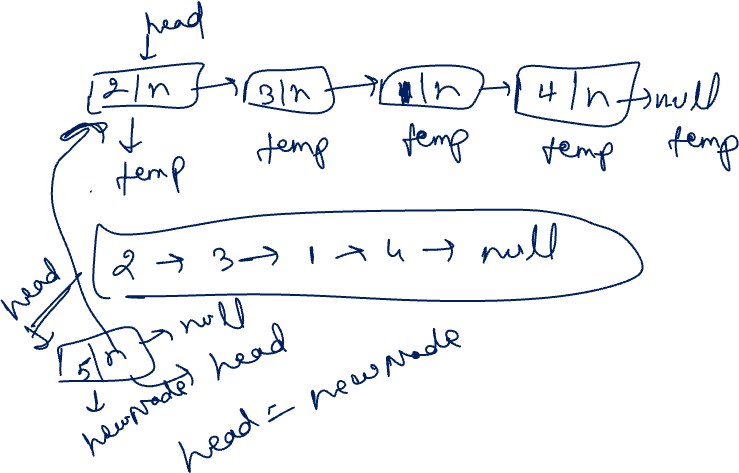 head
2|n → 3|n → 1|n → 4|n → null
temp temp temp temp temp
2 → 3 → 1 → 4 → null
head
5|n → null
head
newNode
head = newNode